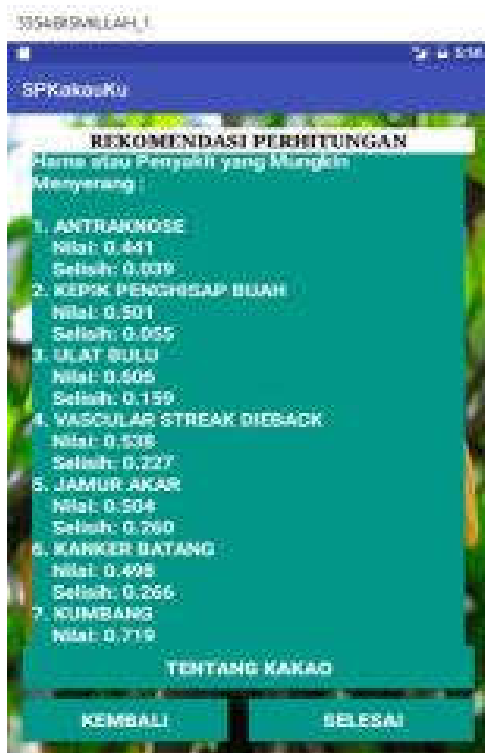 5554:BISMILLAH_1
SPKakauKu
REKOMENDASI PERHITUNGAN
Hama atau Penyakit yang Mungkin
Menyerang :
1. ANTRAKNOSE
Nilai: 0.441
Selisih: 0.039
2. KEPIK PENGHISAP BUAH
Nilai: 0.501
Selisih: 0.055
3. ULAT BULU
Nilai: 0.606
Selisih: 0.159
4. VASCULAR STREAK DIEBACK
Nilai: 0.538
Selisih: 0.227
5. JAMUR AKAR
Nilai: 0.504
Selisih: 0.260
6. KANKER BATANG
Nilai: 0.498
Selisih: 0.266
7. KUMBANG
Nilai: 0.719
TENTANG KAKAO
KEMBALI
SELESAI